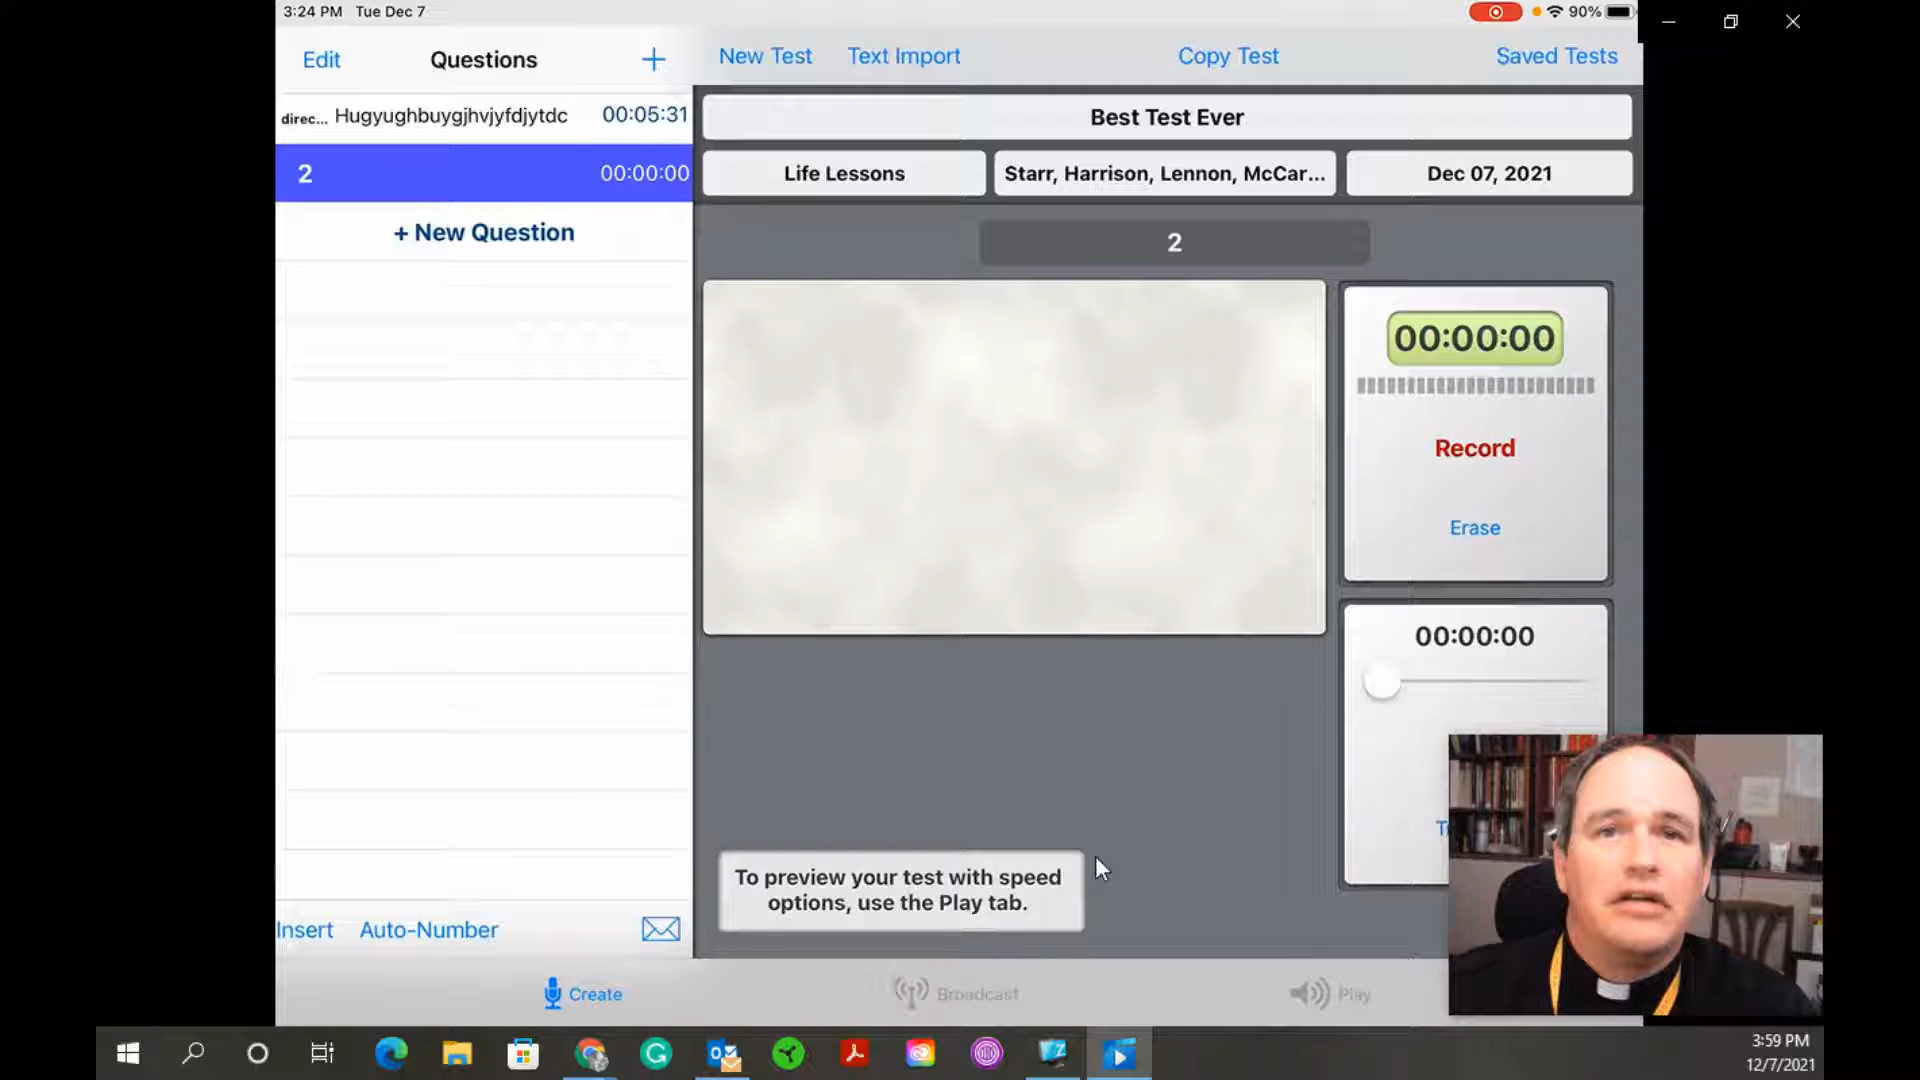 3:24 PM Tue Dec 7
90%
Edit
Questions
+
New Test
Text Import
Copy Test
Saved Tests
direc... Hugyughbuygjhvjyfdjytdc 00:05:31
2 00:00:00
+ New Question
Best Test Ever
Life Lessons
Starr, Harrison, Lennon, McCar...
Dec 07, 2021
2
00:00:00
Record
Erase
00:00:00
To preview your test with speed
options, use the Play tab.
Insert
Auto-Number
Create
Broadcast
Play
3:59 PM
12/7/2021